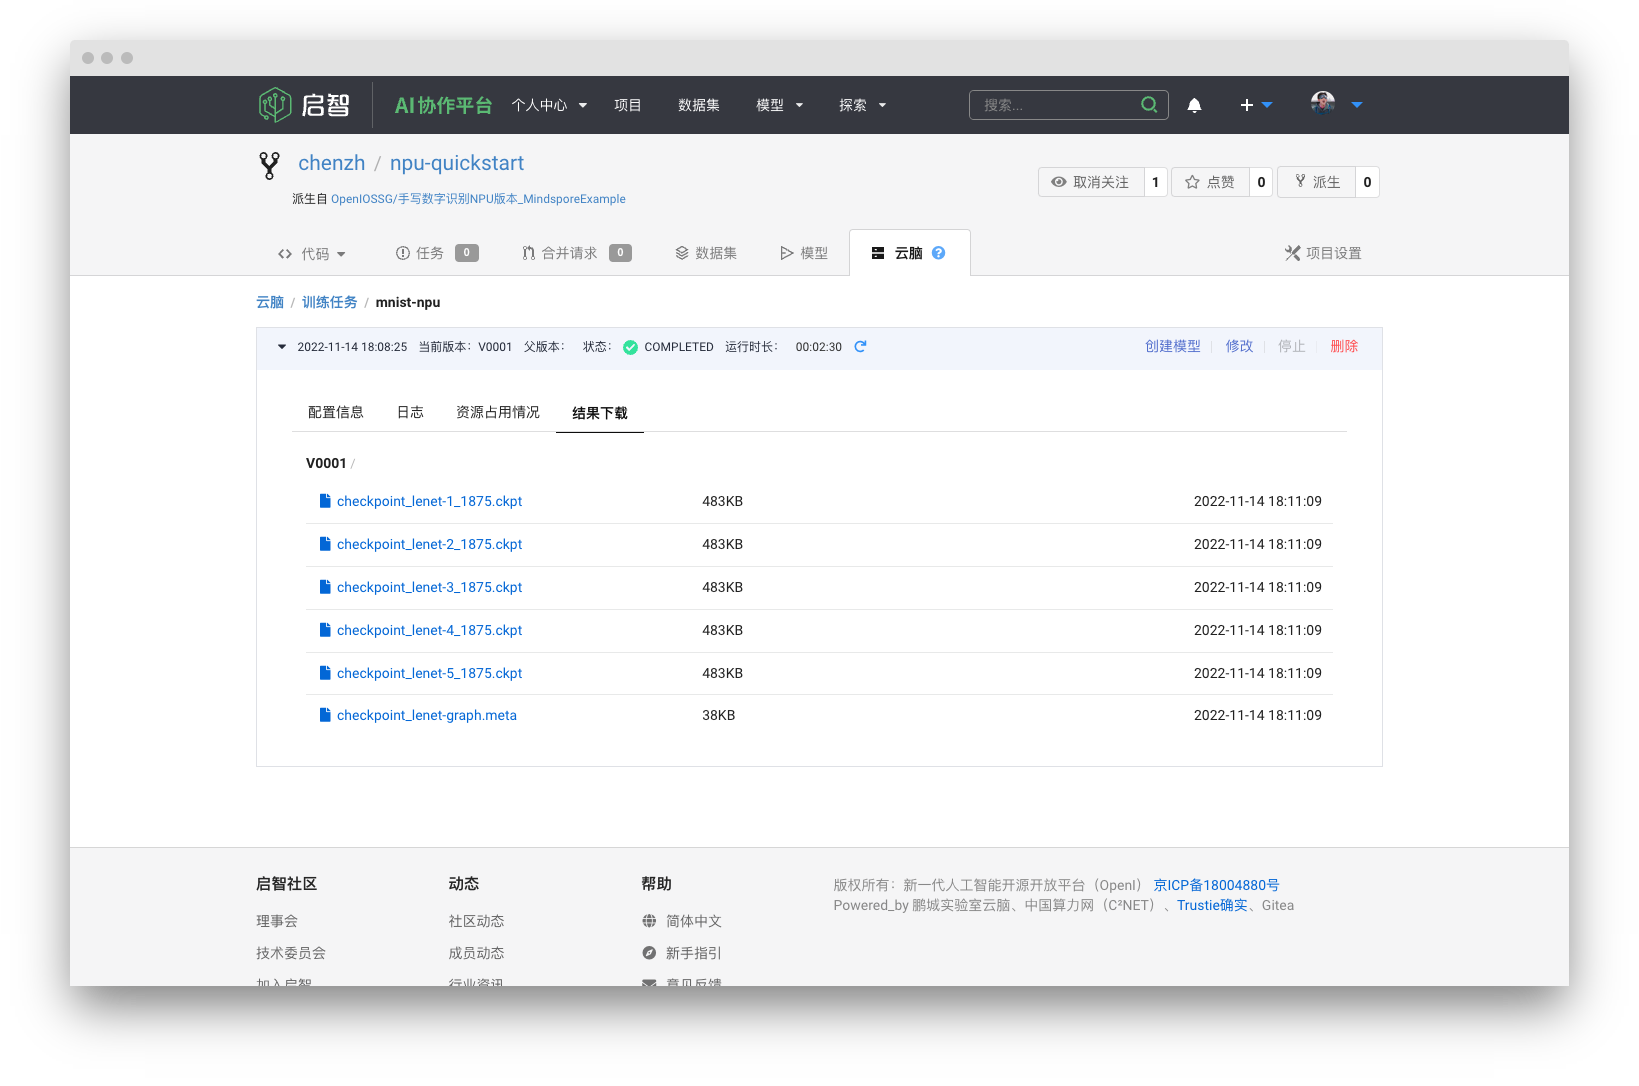 启智 AI协作平台 个人中心 项目 数据集 模型 探索 搜索...
chenzh / npu-quickstart
取消关注 1 点赞 0 派生 0
派生自 OpenIOSSG/手写数字识别NPU版本_MindsporeExample
代码 任务 0 合并请求 0 数据集 模型 云脑 项目设置
云脑 / 训练任务 / mnist-npu
2022-11-14 18:08:25 当前版本：V0001 父版本： 状态： COMPLETED 运行时长： 00:02:30 创建模型 修改 停止 删除
配置信息 日志 资源占用情况 结果下载
V0001 /
checkpoint_lenet-1_1875.ckpt 483KB 2022-11-14 18:11:09
checkpoint_lenet-2_1875.ckpt 483KB 2022-11-14 18:11:09
checkpoint_lenet-3_1875.ckpt 483KB 2022-11-14 18:11:09
checkpoint_lenet-4_1875.ckpt 483KB 2022-11-14 18:11:09
checkpoint_lenet-5_1875.ckpt 483KB 2022-11-14 18:11:09
checkpoint_lenet-graph.meta 38KB 2022-11-14 18:11:09
启智社区
理事会
技术委员会
加入启智
动态
社区动态
成员动态
行业资讯
帮助
简体中文
新手指引
意见反馈
版权所有：新一代人工智能开源开放平台（OpenI） 京ICP备18004880号
Powered_by 鹏城实验室云脑、中国算力网（C²NET）、Trustie确实、Gitea